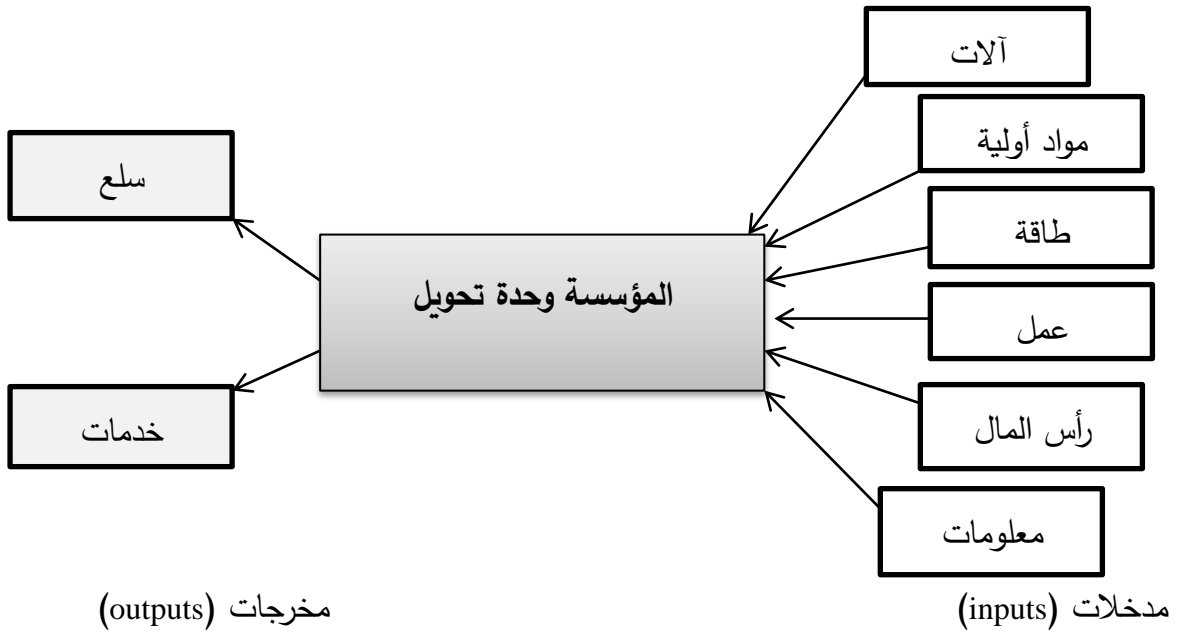 آلات
مواد أولية
طاقة
عمل
رأس المال
معلومات
المؤسسة وحدة تحويل
سلع
خدمات
مدخلات (inputs)
مخرجات (outputs)